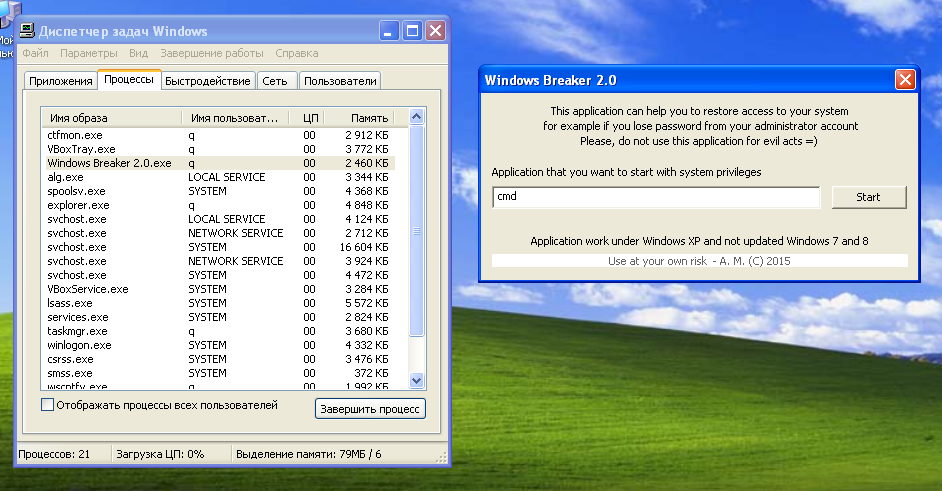 Мой
Диспетчер задач Windows
Файл Параметры Вид Завершение работы Справка
Приложения Процессы Быстродействие Сеть Пользователи
Имя образа Имя пользоват... ЦП Память
ctfmon.exe q 00 2 912 КБ
VBoxTray.exe q 00 3 772 КБ
Windows Breaker 2.0.exe q 00 2 460 КБ
alg.exe LOCAL SERVICE 00 3 344 КБ
spoolsv.exe SYSTEM 00 4 368 КБ
explorer.exe q 00 4 848 КБ
svchost.exe LOCAL SERVICE 00 4 124 КБ
svchost.exe NETWORK SERVICE 00 2 712 КБ
svchost.exe SYSTEM 00 16 604 КБ
svchost.exe NETWORK SERVICE 00 3 924 КБ
svchost.exe SYSTEM 00 4 472 КБ
VBoxService.exe SYSTEM 00 3 284 КБ
lsass.exe SYSTEM 00 5 572 КБ
services.exe SYSTEM 00 2 824 КБ
taskmgr.exe q 00 3 680 КБ
winlogon.exe SYSTEM 00 4 332 КБ
csrss.exe SYSTEM 00 3 476 КБ
smss.exe SYSTEM 00 372 КБ
wscntfy.exe q 00 1 992 КБ
Отображать процессы всех пользователей
Завершить процесс
Процессов: 21 Загрузка ЦП: 0% Выделение памяти: 79МБ / 6
Windows Breaker 2.0
This application can help you to restore access to your system
for example if you lose password from your administrator account
Please, do not use this application for evil acts =)
Application that you want to start with system privileges
cmd
Start
Application work under Windows XP and not updated Windows 7 and 8
Use at your own risk - A. M. (C) 2015